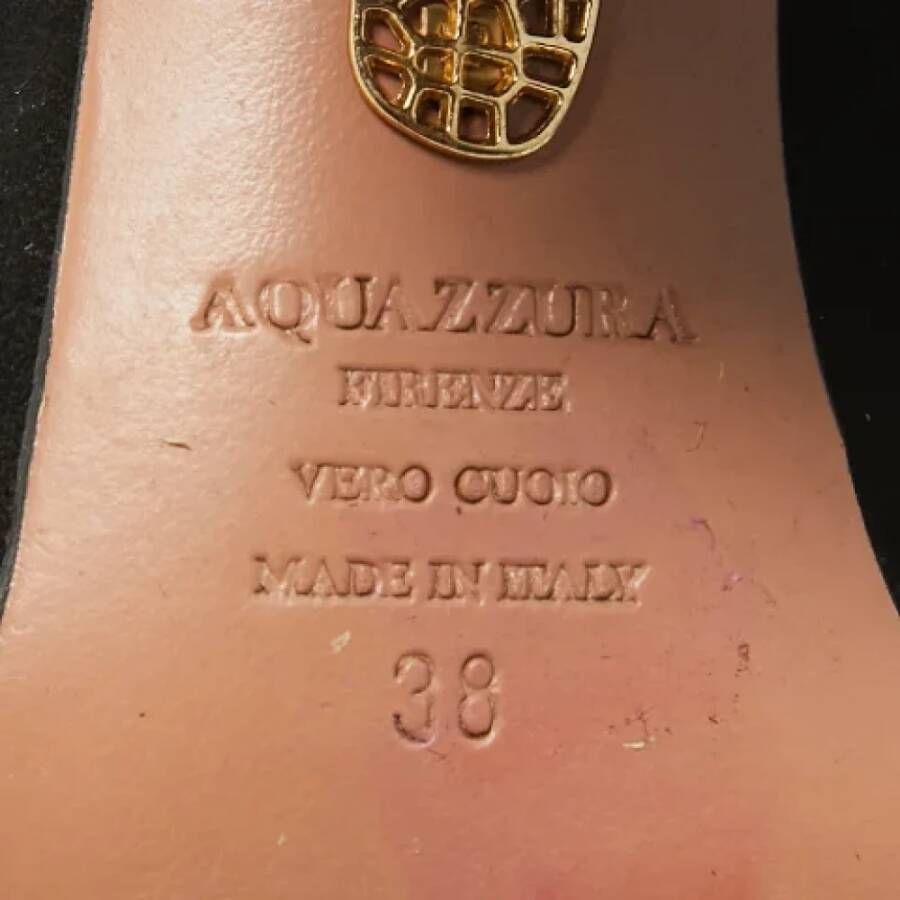 AQUAZZURA
FIRENZE
VERO CUOIO
MADE IN ITALY
38